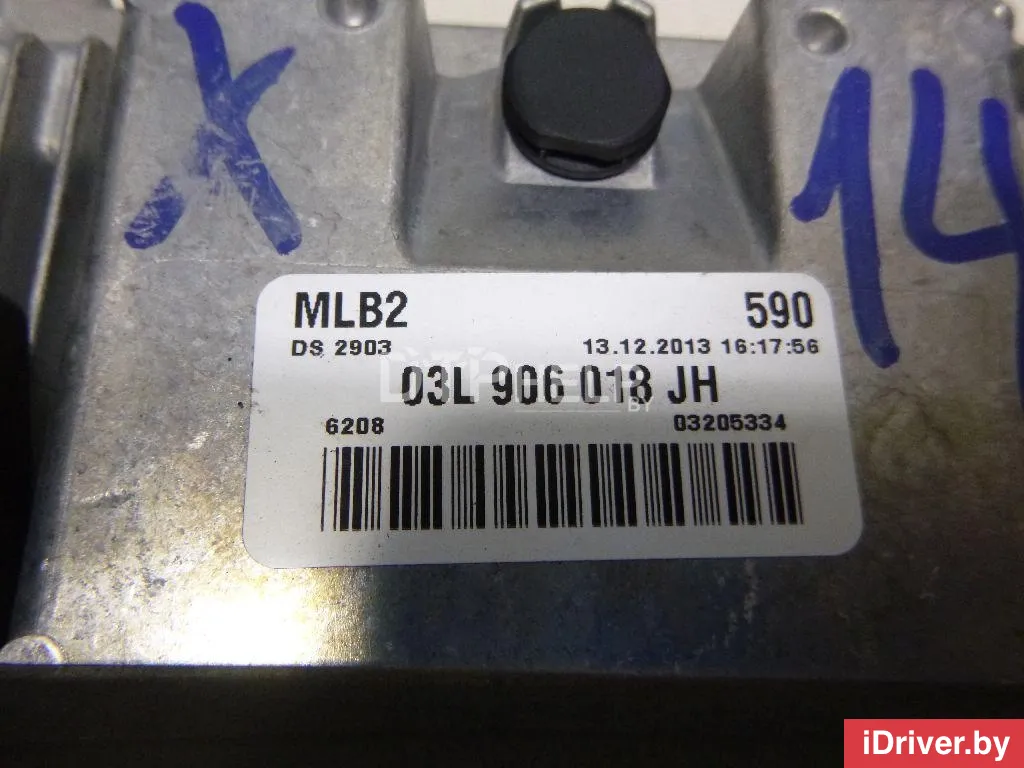 X
14
MLB2 590
DS 2903 13.12.2013 16:17:56
03L 906 018 JH
BY
6208 03205334
iDriver.by